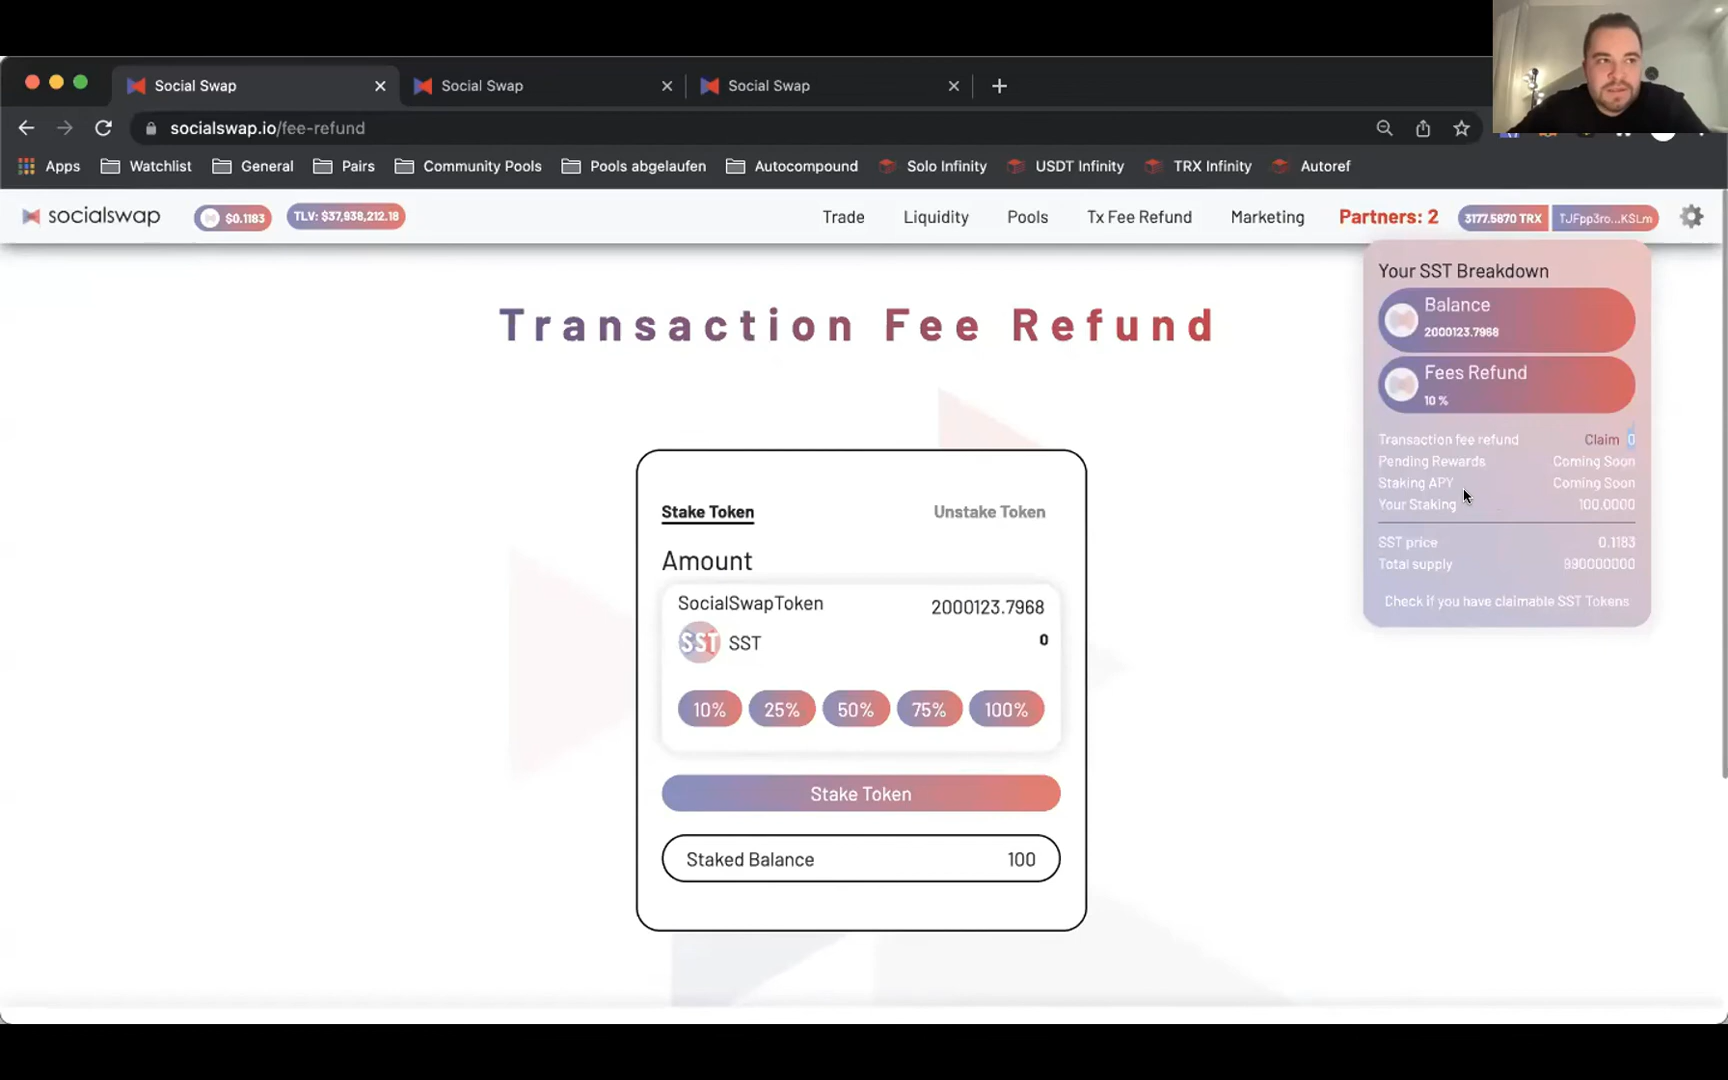 Social Swap
Social Swap
Social Swap
socialswap.io/fee-refund
Apps
Watchlist
General
Pairs
Community Pools
Pools abgelaufen
Autocompound
Solo Infinity
USDT Infinity
TRX Infinity
Autoref
socialswap
$0.1183
TLV: $37,938,212.18
Trade
Liquidity
Pools
Tx Fee Refund
Marketing
Partners: 2
3177.5870 TRX
TJFpp3ro...KSLm
Transaction Fee Refund
Your SST Breakdown
Balance
2000123.7968
Fees Refund
10 %
Transaction fee refund Claim 0
Pending Rewards Coming Soon
Staking APY Coming Soon
Your Staking 100.0000
SST price 0.1183
Total supply 990000000
Check if you have claimable SST Tokens
Stake Token Unstake Token
Amount
SocialSwapToken 2000123.7968
SST SST 0
10% 25% 50% 75% 100%
Stake Token
Staked Balance 100